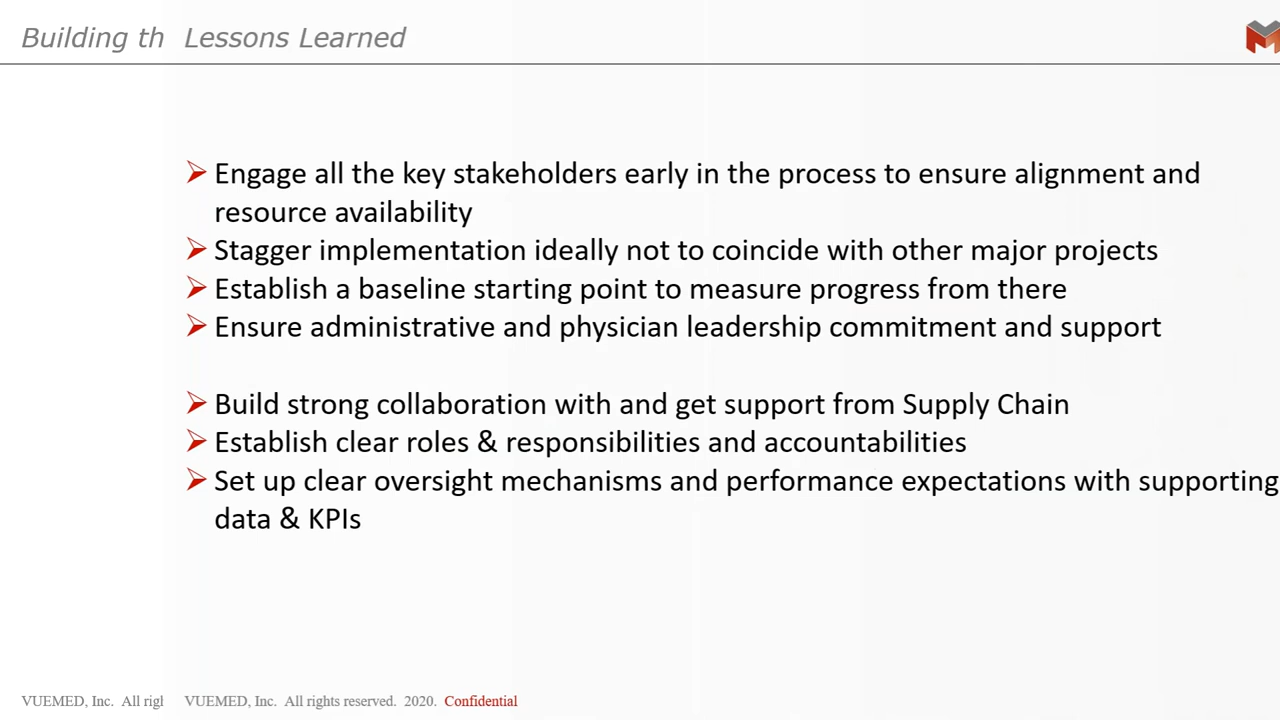 Building th Lessons Learned
Engage all the key stakeholders early in the process to ensure alignment and
resource availability
Stagger implementation ideally not to coincide with other major projects
Establish a baseline starting point to measure progress from there
Ensure administrative and physician leadership commitment and support
Build strong collaboration with and get support from Supply Chain
Establish clear roles & responsibilities and accountabilities
Set up clear oversight mechanisms and performance expectations with supporting
data & KPIs
VUEMED, Inc. All rig VUEMED, Inc. All rights reserved. 2020. Confidential